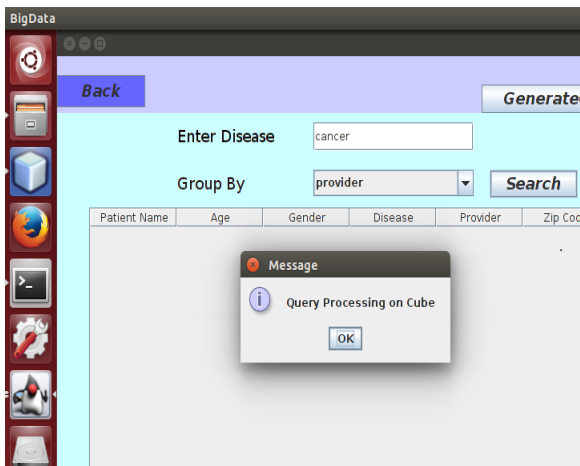 BigData
Back
Generate
Enter Disease cancer
Group By provider Search
Patient Name Age Gender Disease Provider Zip Coo
Message
Query Processing on Cube
OK